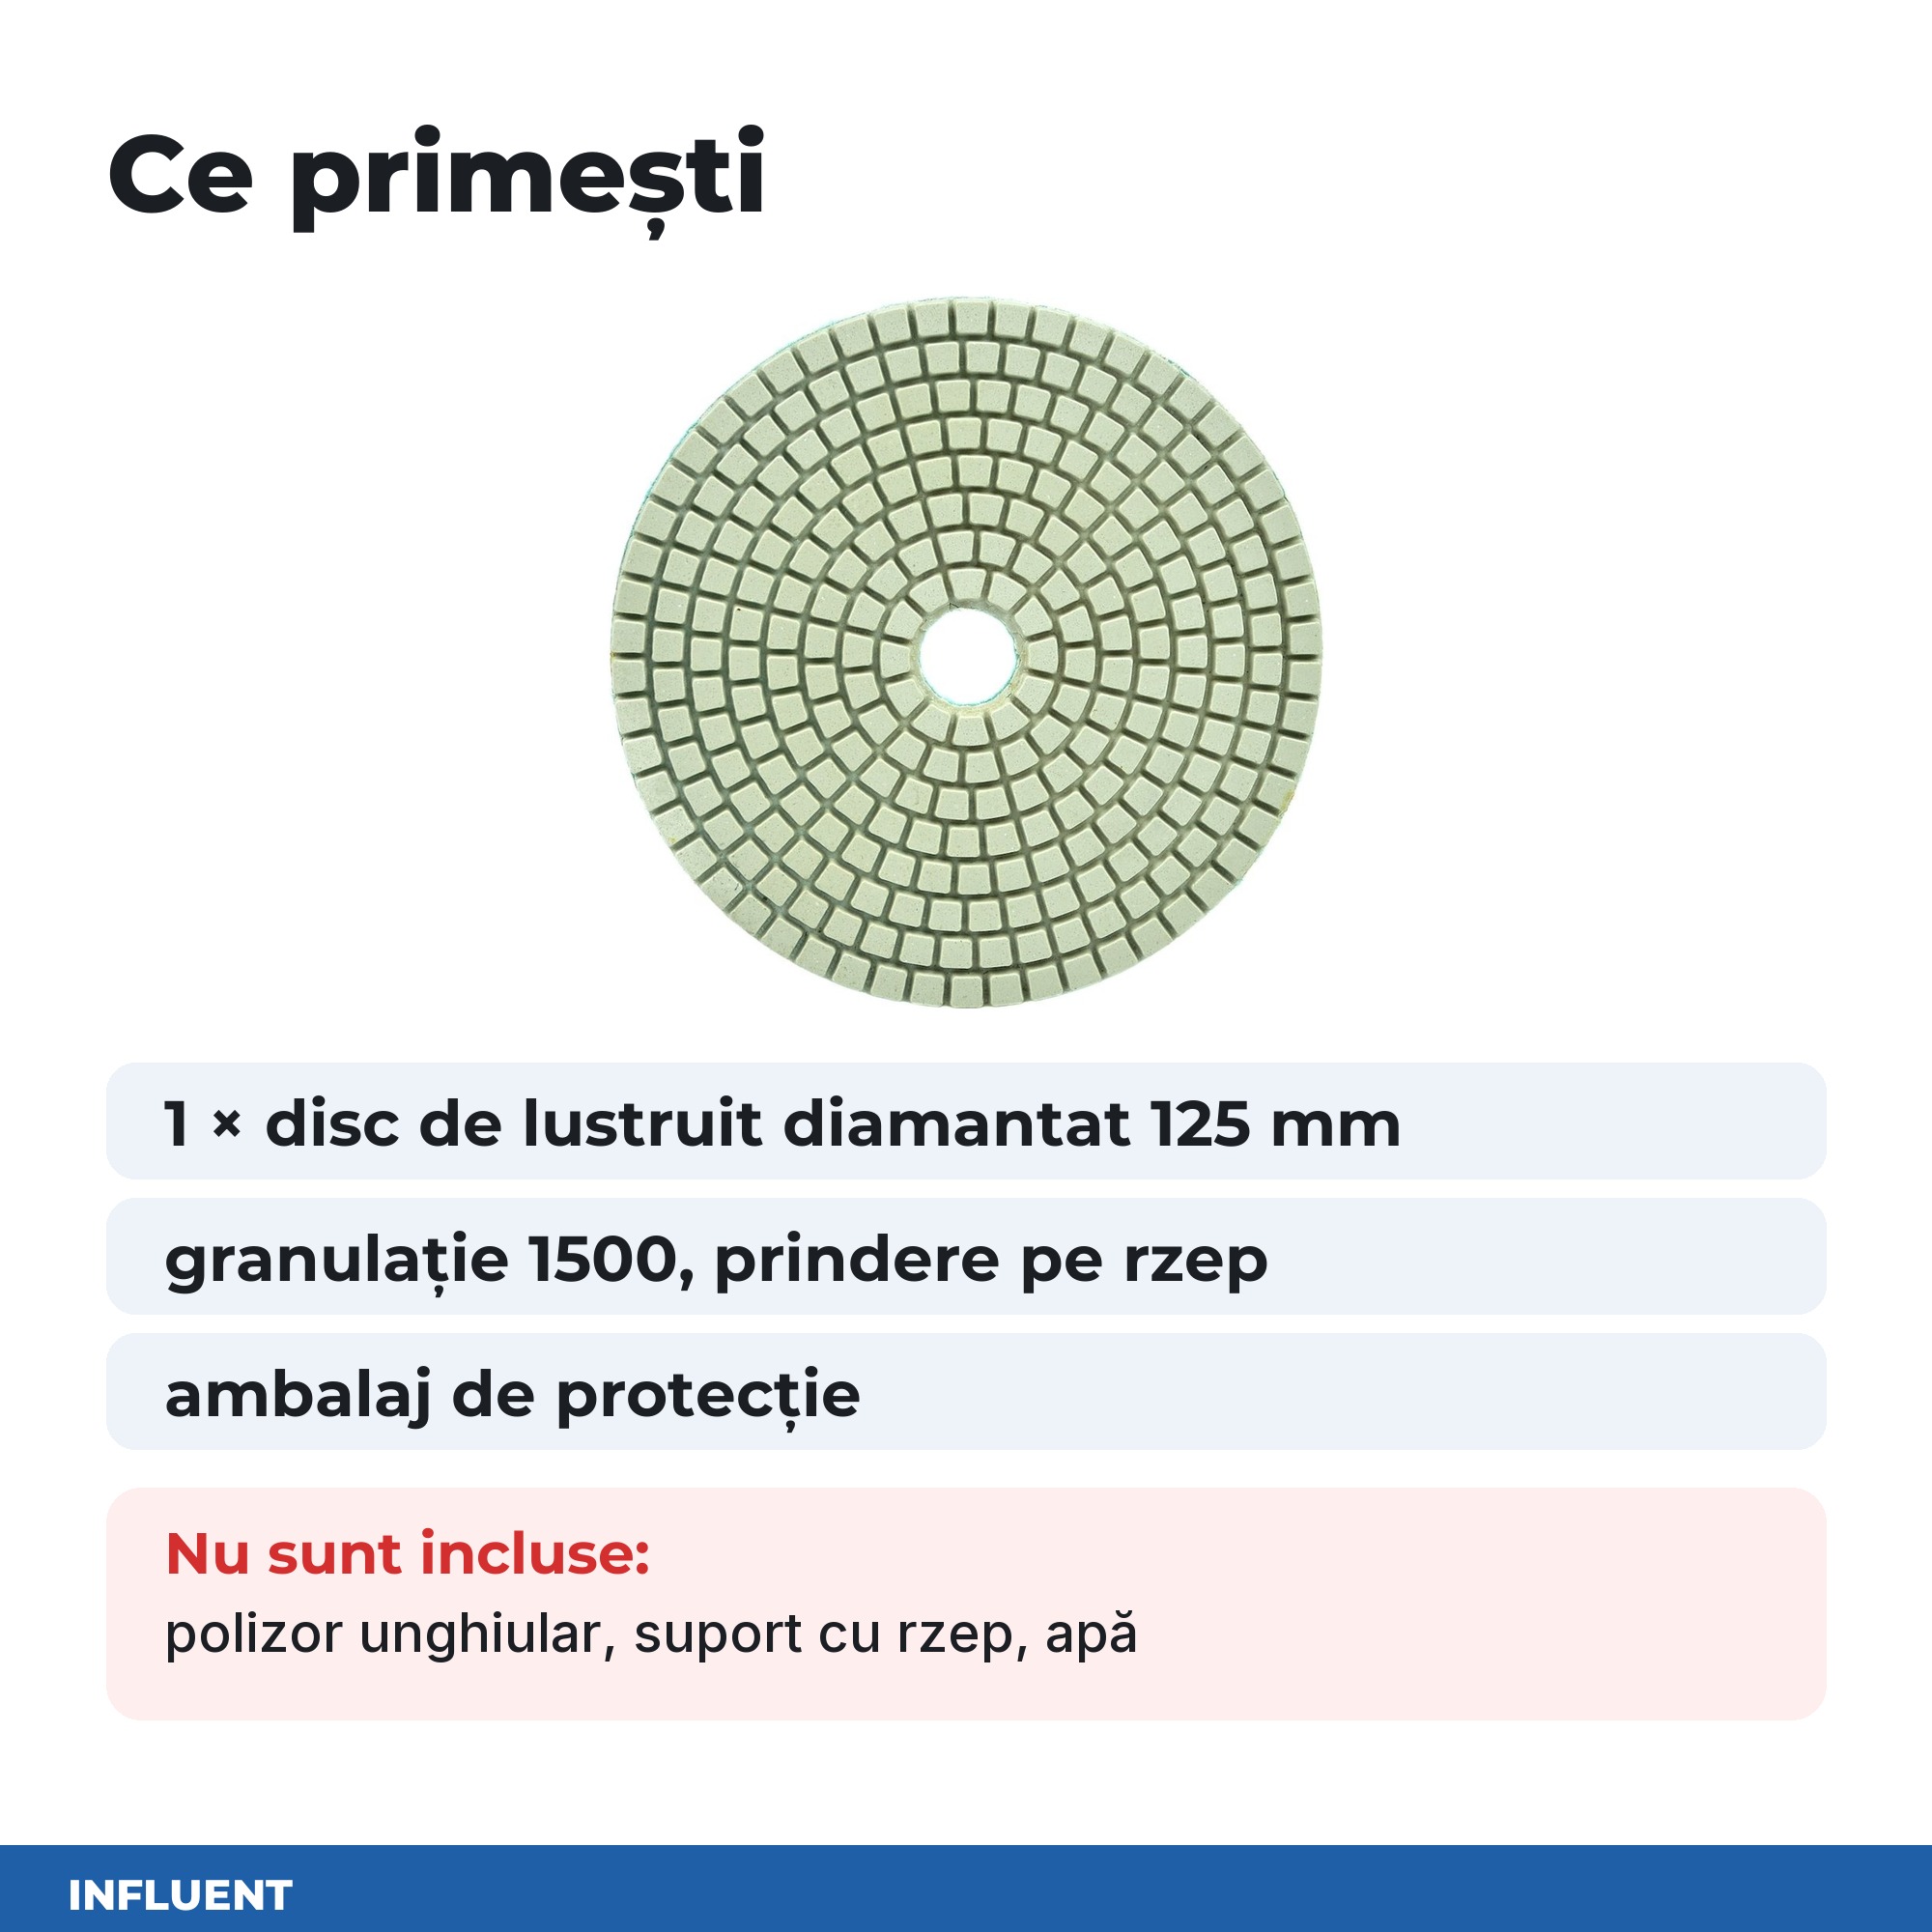 Ce primești
1 × disc de lustruit diamantat 125 mm
granulație 1500, prindere pe rzep
ambalaj de protecție
Nu sunt incluse:
polizor unghiular, suport cu rzep, apă
INFLUENT